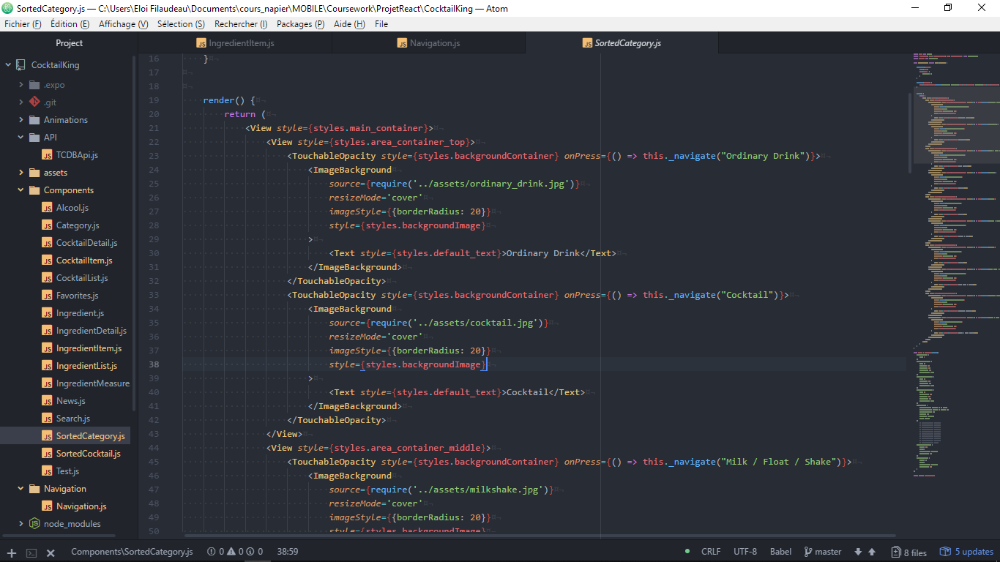 SortedCategory.js — C:\Users\Eloi Filaudeau\Documents\cours_napier\MOBILE\Coursework\ProjetReact\CocktailKing — Atom
Fichier (F) Édition (E) Affichage (V) Sélection (S) Rechercher (I) Packages (P) Aide (H) File
Project
IngredientItem.js Navigation.js SortedCategory.js
CocktailKing
.expo
.git
Animations
API
TCDBApi.js
assets
Components
Alcool.js
Category.js
CocktailDetail.js
CocktailItem.js
CocktailList.js
Favorites.js
Ingredient.js
IngredientDetail.js
IngredientItem.js
IngredientList.js
IngredientMeasure
News.js
Search.js
SortedCategory.js
SortedCocktail.js
Test.js
Navigation
Navigation.js
node_modules
16 }
17
18
19 render() {
20 return (
21 <View style={styles.main_container}>
22 <View style={styles.area_container_top}>
23 <TouchableOpacity style={styles.backgroundContainer} onPress={() => this._navigate("Ordinary Drink")}>
24 <ImageBackground
25 source={require('../assets/ordinary_drink.jpg')}
26 resizeMode='cover'
27 imageStyle={{borderRadius: 20}}
28 style={styles.backgroundImage}
29 >
30 <Text style={styles.default_text}>Ordinary Drink</Text>
31 </ImageBackground>
32 </TouchableOpacity>
33 <TouchableOpacity style={styles.backgroundContainer} onPress={() => this._navigate("Cocktail")}>
34 <ImageBackground
35 source={require('../assets/cocktail.jpg')}
36 resizeMode='cover'
37 imageStyle={{borderRadius: 20}}
38 style={styles.backgroundImage}
39 >
40 <Text style={styles.default_text}>Cocktail</Text>
41 </ImageBackground>
42 </TouchableOpacity>
43 </View>
44 <View style={styles.area_container_middle}>
45 <TouchableOpacity style={styles.backgroundContainer} onPress={() => this._navigate("Milk / Float / Shake")}>
46 <ImageBackground
47 source={require('../assets/milkshake.jpg')}
48 resizeMode='cover'
49 imageStyle={{borderRadius: 20}}
50 style={styles.backgroundImage}
Components\SortedCategory.js 0 0 0 38:59 CRLF UTF-8 Babel master 8 files 5 updates